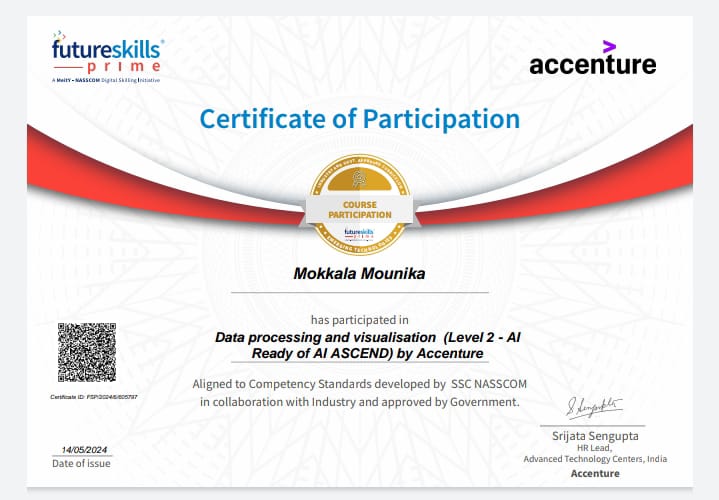 futureskills
prime
A MeitY - NASSCOM Digital Skilling Initiative
accenture
Certificate of Participation
COURSE
PARTICIPATION
futureskills
prime
EMERGING TECHNOLOGIES
Mokkala Mounika
has participated in
Data processing and visualisation (Level 2 - AI
Ready of AI ASCEND) by Accenture
Aligned to Competency Standards developed by SSC NASSCOM
in collaboration with Industry and approved by Government.
Certificate ID: FSP/2024/6/605797
14/05/2024
Date of issue
Srijata Sengupta
HR Lead,
Advanced Technology Centers, India
Accenture